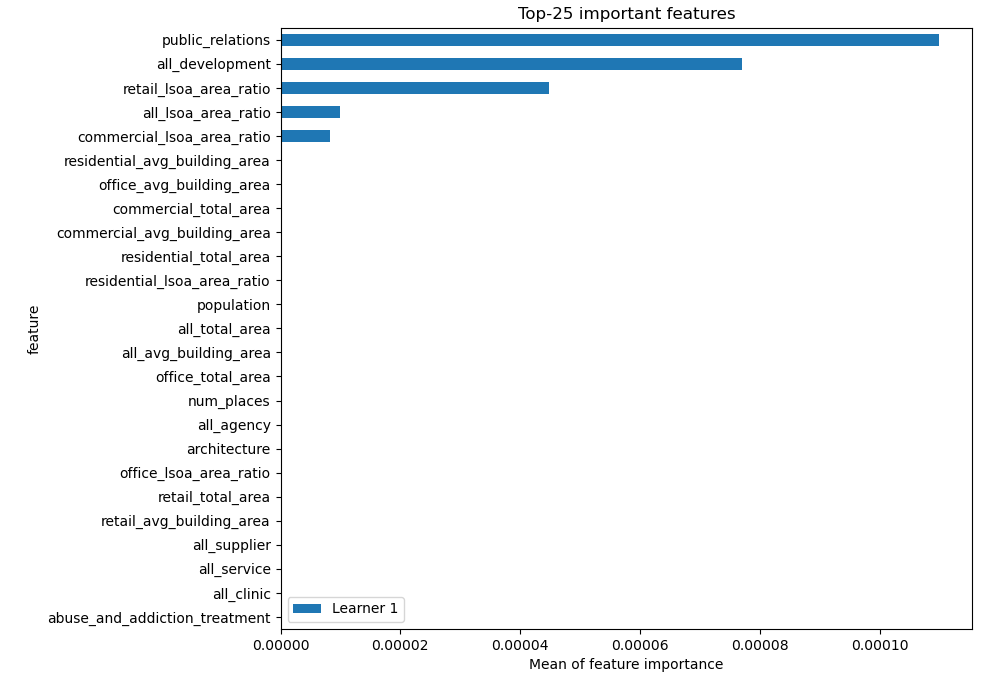 Top-25 important features
public_relations
all_development
retail_lsoa_area_ratio
all_lsoa_area_ratio
commercial_lsoa_area_ratio
residential_avg_building_area
office_avg_building_area
commercial_total_area
commercial_avg_building_area
residential_total_area
residential_lsoa_area_ratio
population
all_total_area
all_avg_building_area
office_total_area
num_places
all_agency
architecture
office_lsoa_area_ratio
retail_total_area
retail_avg_building_area
all_supplier
all_service
all_clinic
abuse_and_addiction_treatment
feature
Learner 1
0.00000 0.00002 0.00004 0.00006 0.00008 0.00010
Mean of feature importance